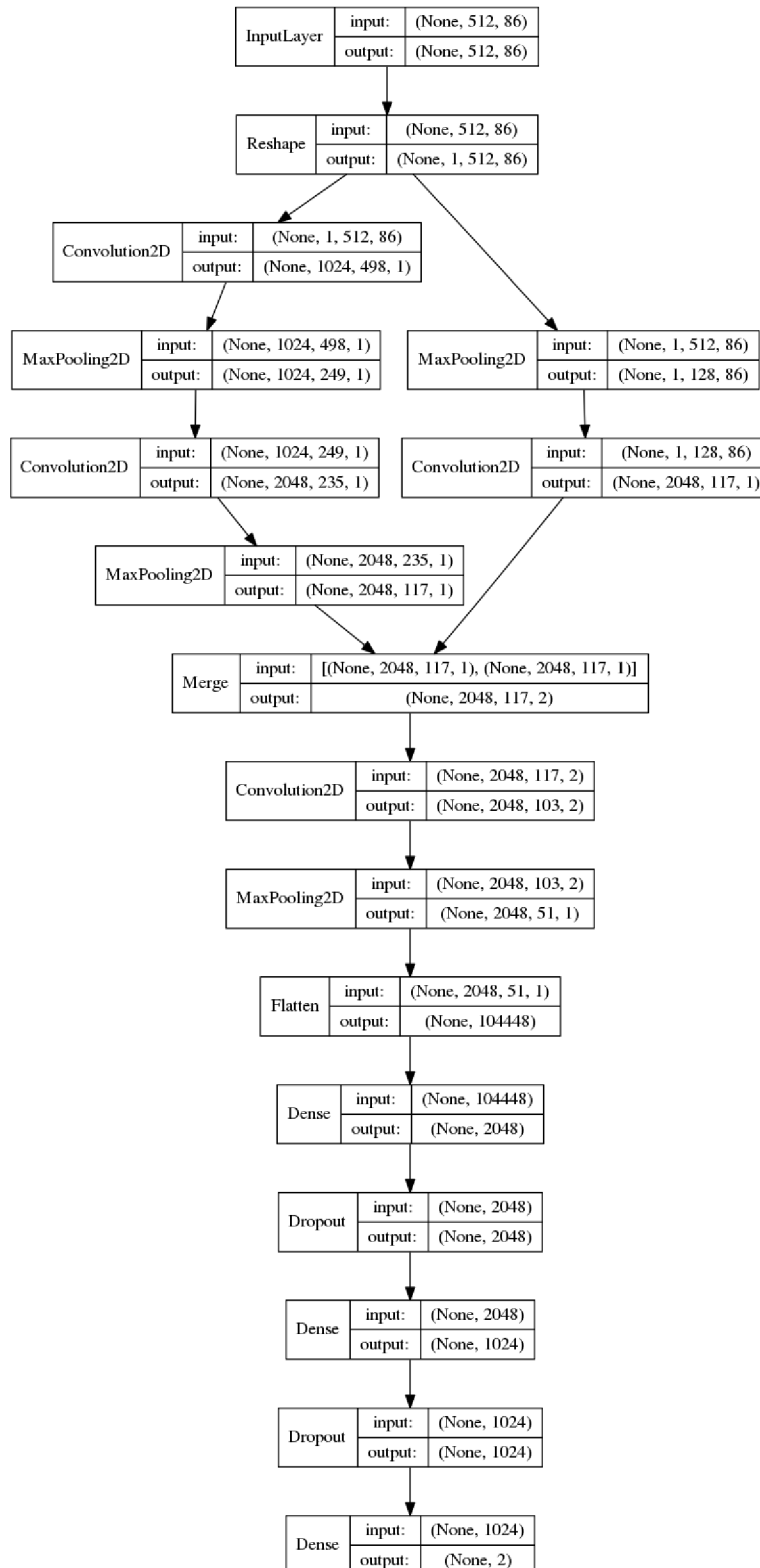 InputLayer
input: (None, 512, 86)
output: (None, 512, 86)
Reshape
input: (None, 512, 86)
output: (None, 1, 512, 86)
Convolution2D
input: (None, 1, 512, 86)
output: (None, 1024, 498, 1)
MaxPooling2D
input: (None, 1024, 498, 1)
output: (None, 1024, 249, 1)
MaxPooling2D
input: (None, 1, 512, 86)
output: (None, 1, 128, 86)
Convolution2D
input: (None, 1024, 249, 1)
output: (None, 2048, 235, 1)
Convolution2D
input: (None, 1, 128, 86)
output: (None, 2048, 117, 1)
MaxPooling2D
input: (None, 2048, 235, 1)
output: (None, 2048, 117, 1)
Merge
input: [(None, 2048, 117, 1), (None, 2048, 117, 1)]
output: (None, 2048, 117, 2)
Convolution2D
input: (None, 2048, 117, 2)
output: (None, 2048, 103, 2)
MaxPooling2D
input: (None, 2048, 103, 2)
output: (None, 2048, 51, 1)
Flatten
input: (None, 2048, 51, 1)
output: (None, 104448)
Dense
input: (None, 104448)
output: (None, 2048)
Dropout
input: (None, 2048)
output: (None, 2048)
Dense
input: (None, 2048)
output: (None, 1024)
Dropout
input: (None, 1024)
output: (None, 1024)
Dense
input: (None, 1024)
output: (None, 2)